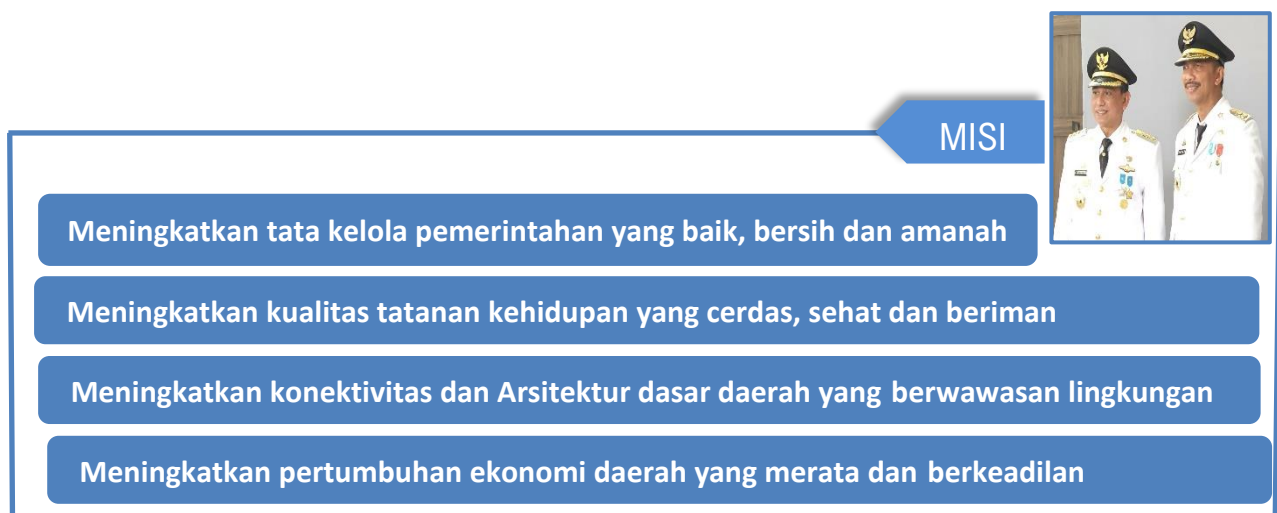 MISI
Meningkatkan tata kelola pemerintahan yang baik, bersih dan amanah
Meningkatkan kualitas tatanan kehidupan yang cerdas, sehat dan beriman
Meningkatkan konektivitas dan Arsitektur dasar daerah yang berwawasan lingkungan
Meningkatkan pertumbuhan ekonomi daerah yang merata dan berkeadilan